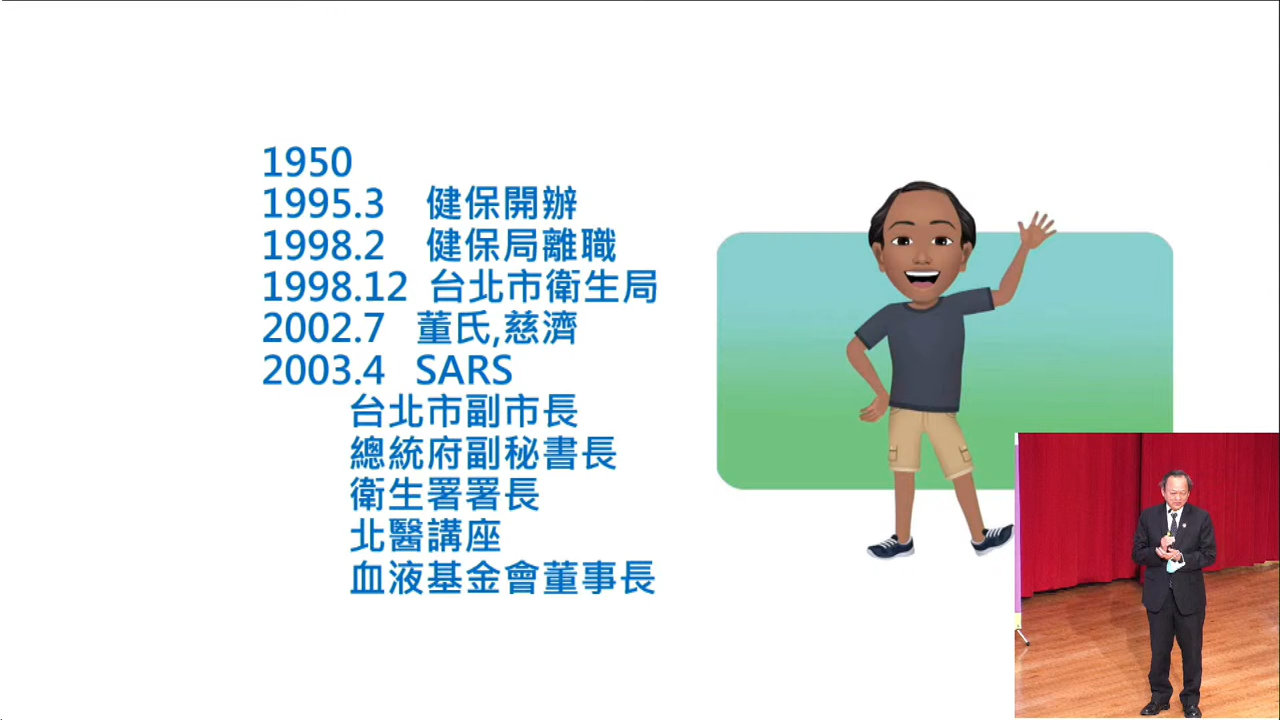 1950
1995.3 健保開辦
1998.2 健保局離職
1998.12 台北市衛生局
2002.7 董氏,慈濟
2003.4 SARS
台北市副市長
總統府副秘書長
衛生署署長
北醫講座
血液基金會董事長